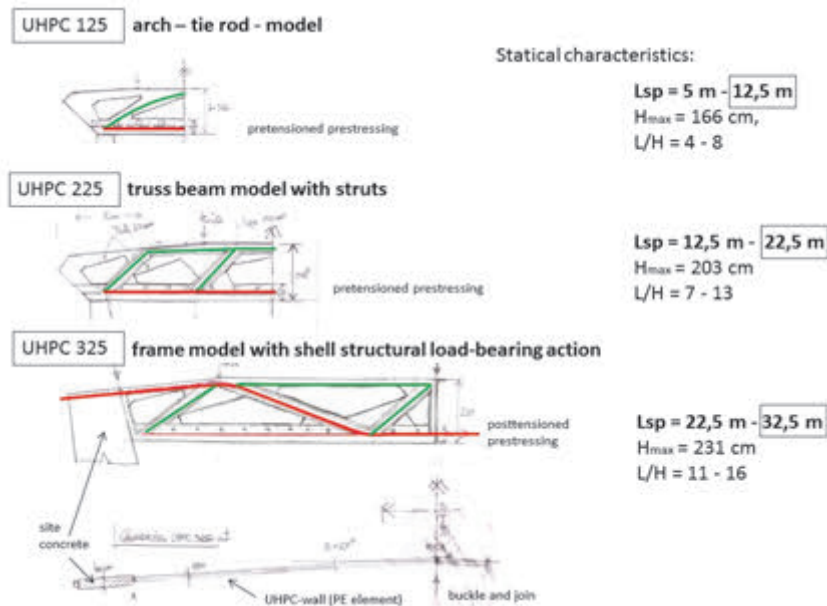 UHPC 125 arch – tie rod - model
Statical characteristics:
Lsp = 5 m - 12,5 m
Hmax = 166 cm,
L/H = 4 - 8
pretensioned prestressing
UHPC 225 truss beam model with struts
Lsp = 12,5 m - 22,5 m
Hmax = 203 cm
L/H = 7 - 13
pretensioned prestressing
UHPC 325 frame model with shell structural load-bearing action
posttensioned
prestressing
Lsp = 22,5 m - 32,5 m
Hmax = 231 cm
L/H = 11 - 16
site
concrete
UHPC-wall (PE element)
buckle and join